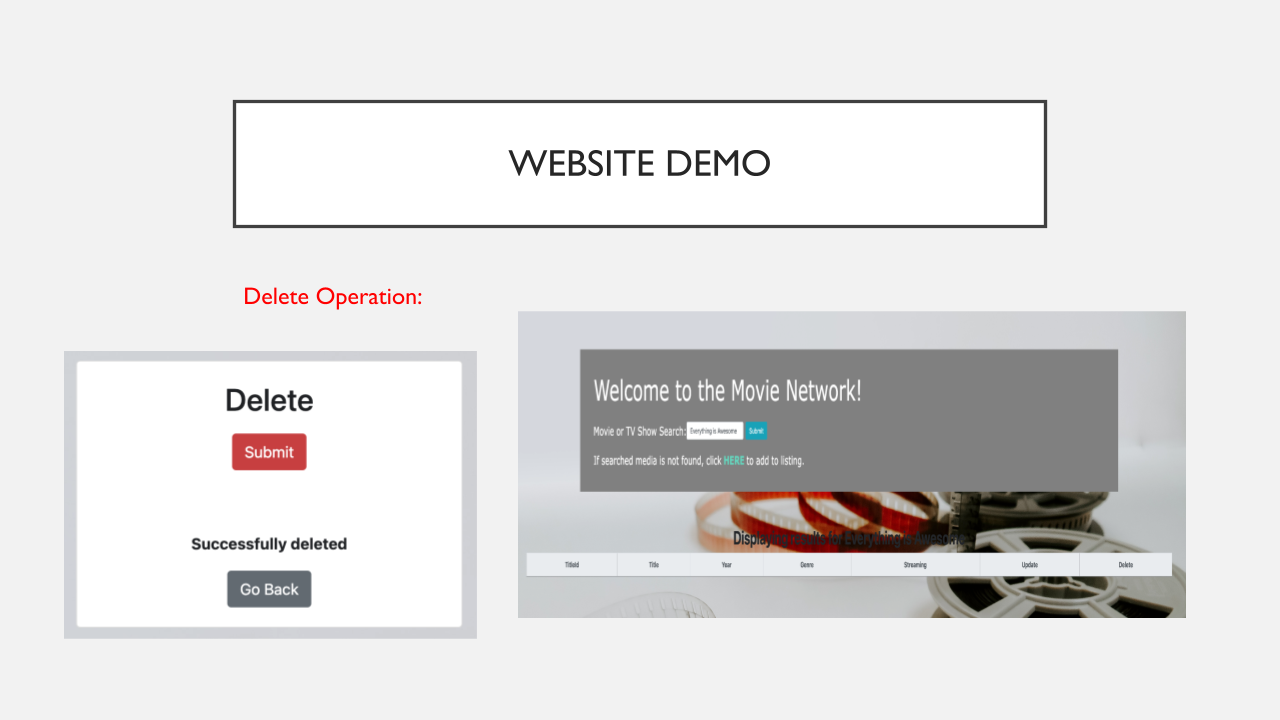 WEBSITE DEMO
Delete Operation:
Delete
Submit
Successfully deleted
Go Back
Welcome to the Movie Network!
Movie or TV Show Search: Everything is Awesome Submit
If searched media is not found, click HERE to add to listing.
Displaying results for Everything is Awesome
TitleId Title Year Genre Streaming Update Delete